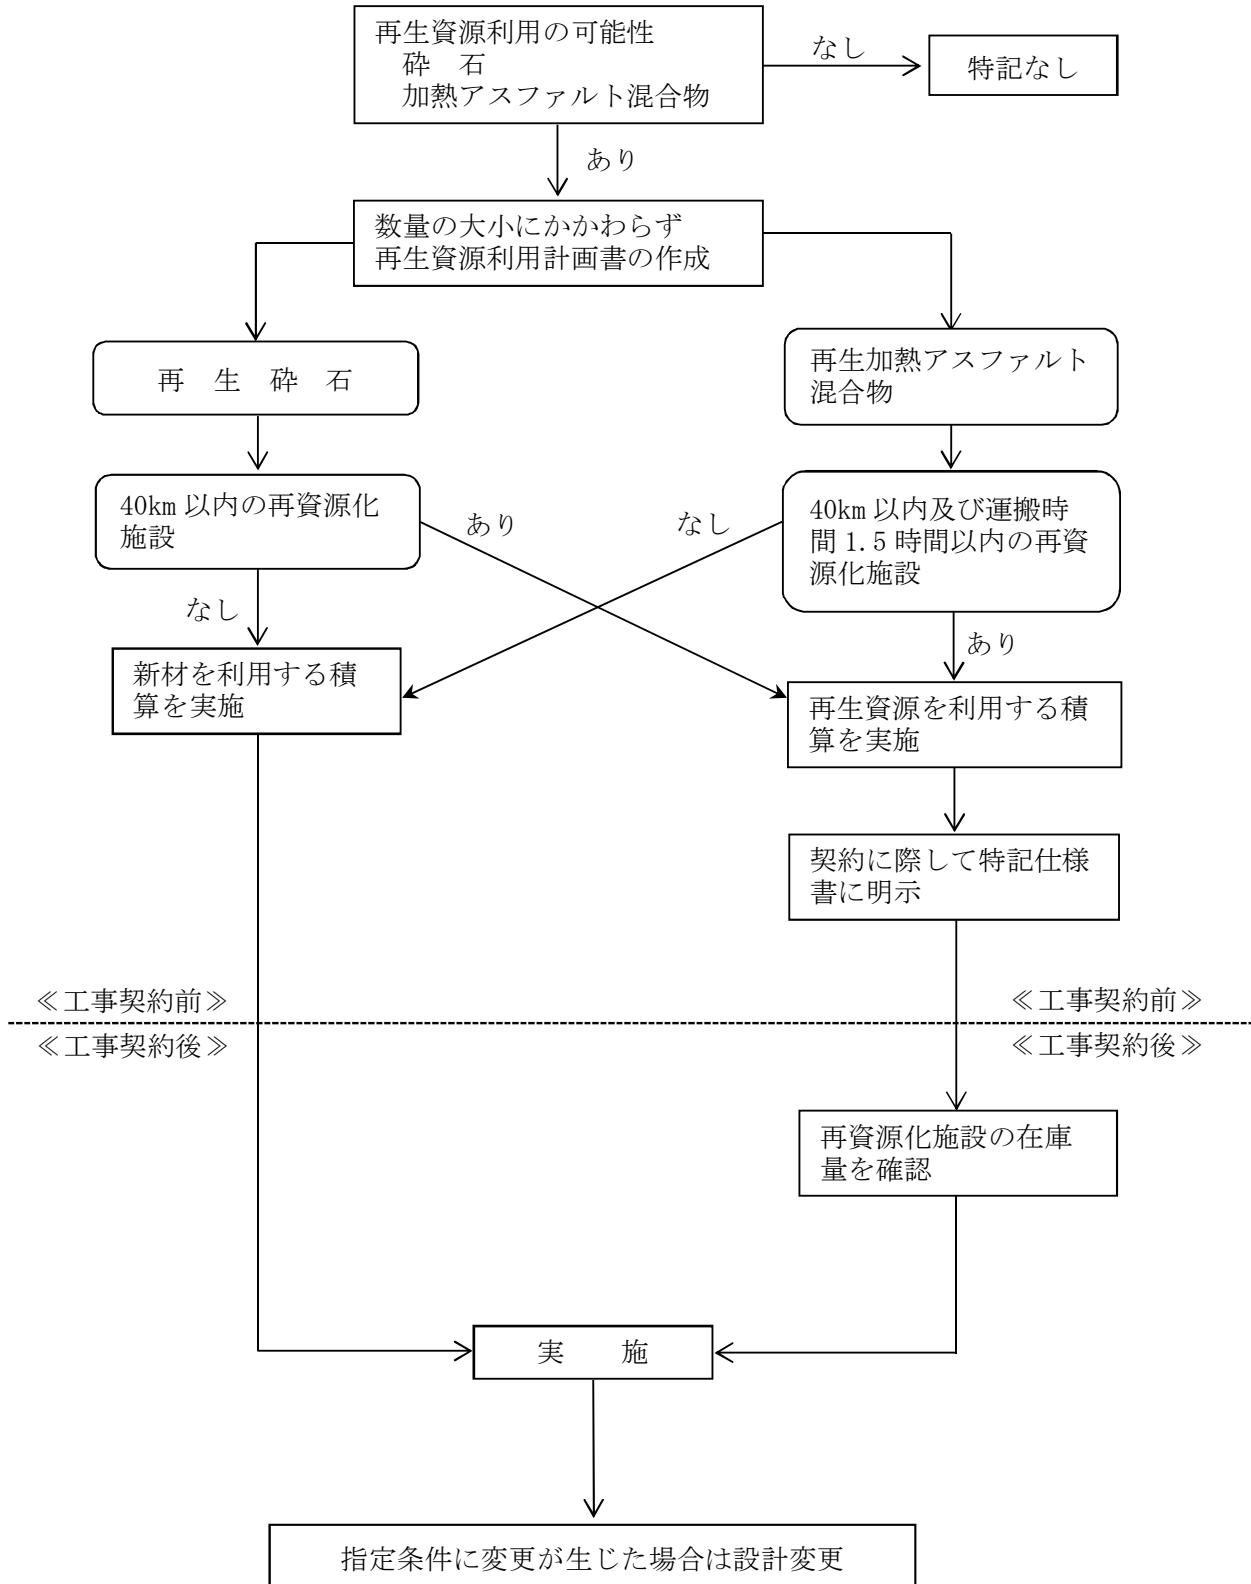 再生資源利用の可能性
砕　石
加熱アスファルト混合物
なし
特記なし
あり
数量の大小にかかわらず
再生資源利用計画書の作成
再　生　砕　石
再生加熱アスファルト
混合物
40km 以内の再資源化
施設
あり
なし
40km 以内及び運搬時
間 1.5 時間以内の再資
源化施設
なし
あり
新材を利用する積
算を実施
再生資源を利用する積
算を実施
契約に際して特記仕様
書に明示
≪工事契約前≫
≪工事契約前≫
≪工事契約後≫
≪工事契約後≫
再資源化施設の在庫
量を確認
実　　施
指定条件に変更が生じた場合は設計変更